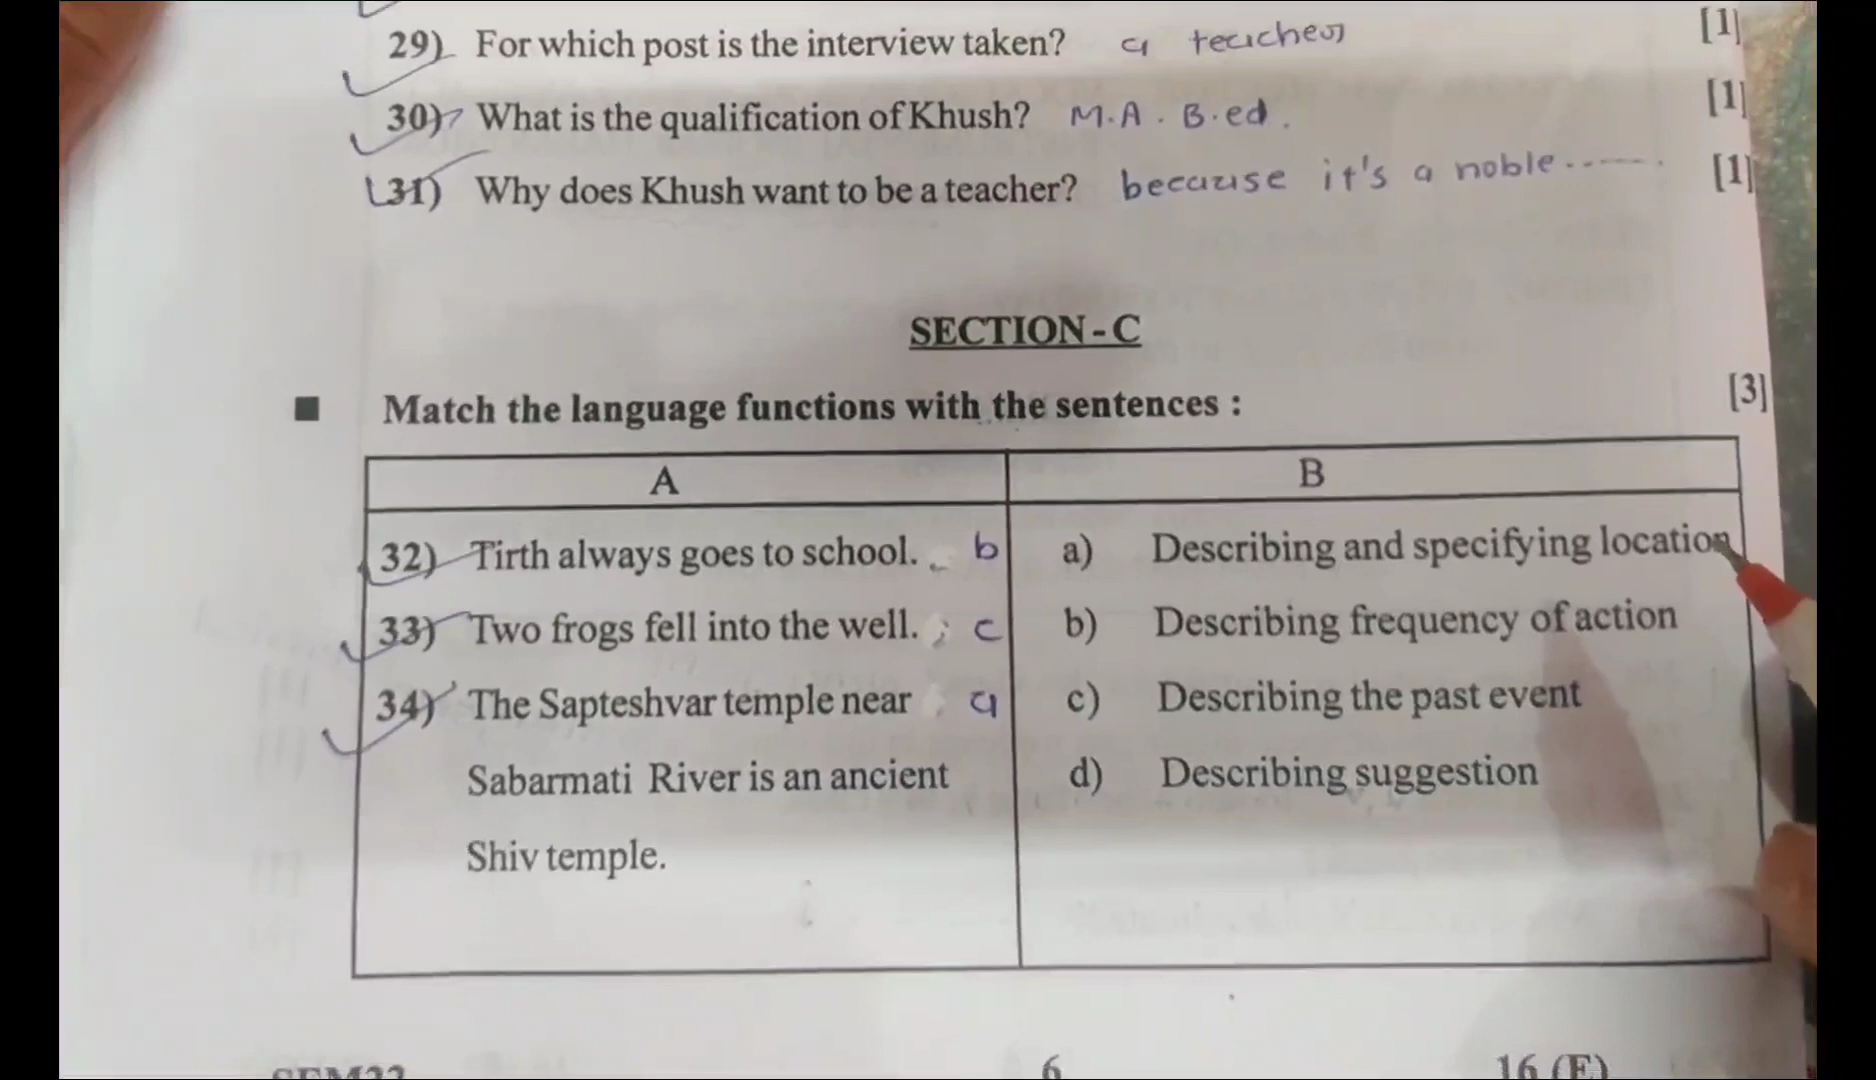 29) For which post is the interview taken? a teacher [1]
30) What is the qualification of Khush? M.A. B.ed. [1]
31) Why does Khush want to be a teacher? because it's a noble....... [1]
SECTION - C
■ Match the language functions with the sentences : [3]
A B
32) Tirth always goes to school. b a) Describing and specifying location
33) Two frogs fell into the well. c b) Describing frequency of action
34) The Sapteshvar temple near a c) Describing the past event
Sabarmati River is an ancient d) Describing suggestion
Shiv temple.
6 16 (E)